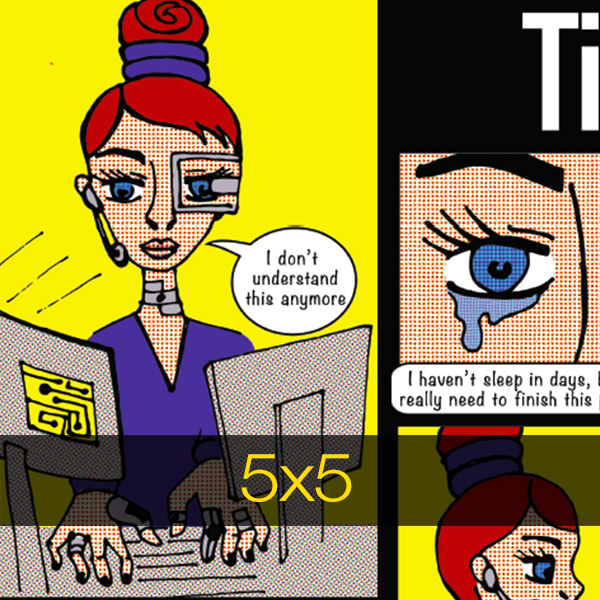 Ti
I don't
understand
this anymore
I haven't sleep in days,
really need to finish this
5x5